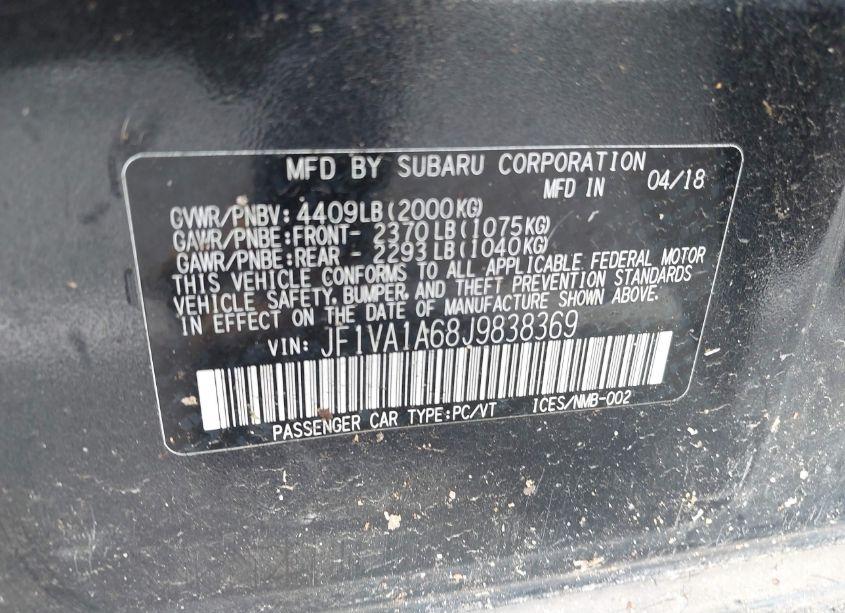 MFD BY SUBARU CORPORATION
MFD IN 04/18
GVWR/PNBV: 4409LB(2000KG)
GAWR/PNBE:FRONT- 2370LB(1075KG)
GAWR/PNBE:REAR - 2293LB(1040KG)
THIS VEHICLE CONFORMS TO ALL APPLICABLE FEDERAL MOTOR
VEHICLE SAFETY, BUMPER, AND THEFT PREVENTION STANDARDS
IN EFFECT ON THE DATE OF MANUFACTURE SHOWN ABOVE.
VIN: JF1VA1A68J9838369
PASSENGER CAR TYPE:PC/VT ICES/NMB-002